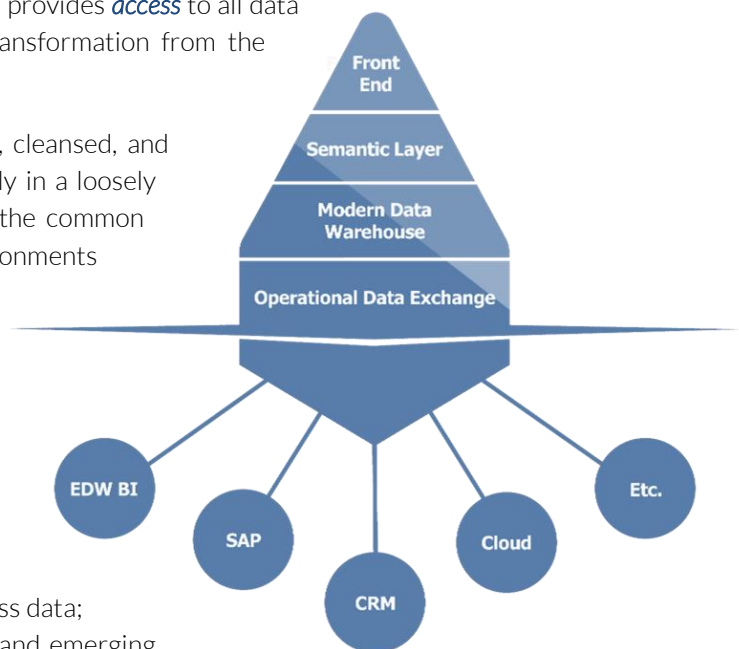 provides access to all data
ansformation from the
, cleansed, and
ly in a loosely
the common
onments
Front
End
Semantic Layer
Modern Data
Warehouse
Operational Data Exchange
EDW BI
SAP
CRM
Cloud
Etc.
ss data;
and emerging